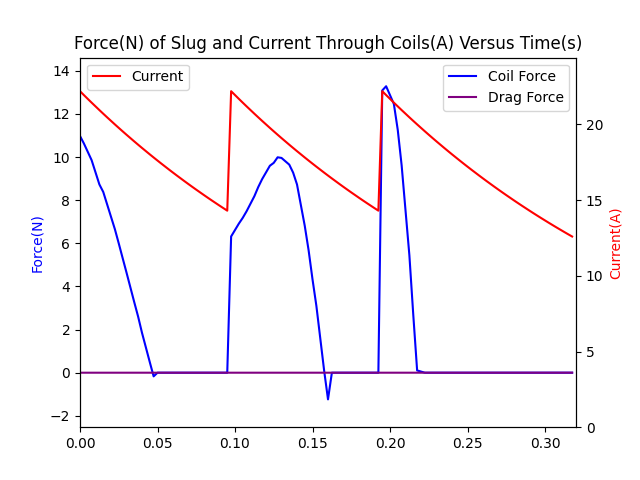 Force(N) of Slug and Current Through Coils(A) Versus Time(s)
Current
Coil Force
Drag Force
Force(N)
14
12
10
8
6
4
2
0
−2
Current(A)
20
15
10
5
0
0.00 0.05 0.10 0.15 0.20 0.25 0.30